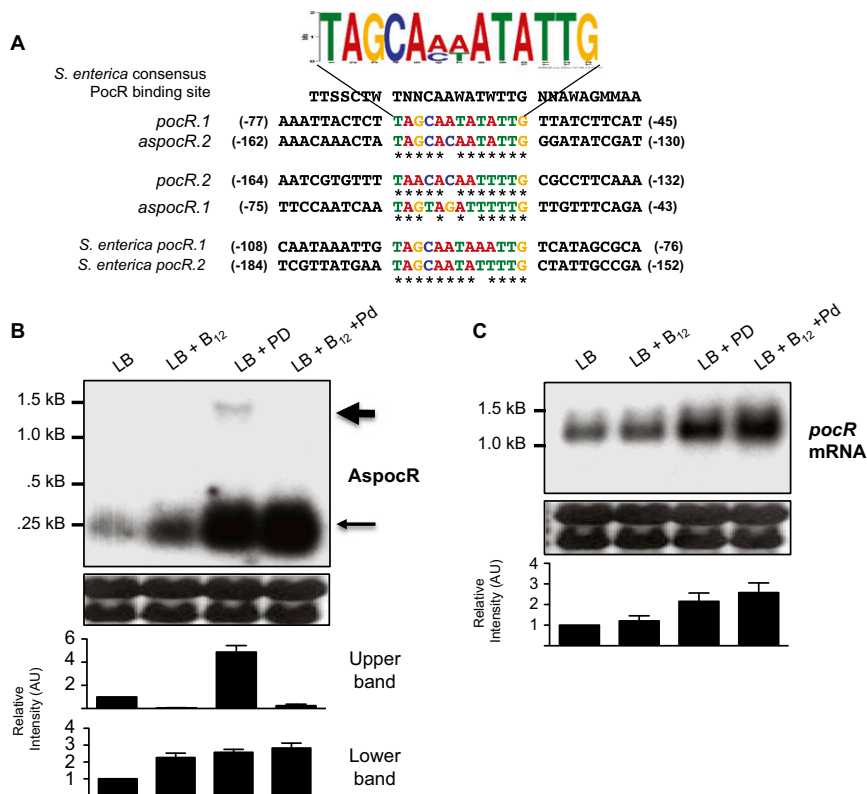 A
bits
TAGCAAAATATTG
CT
S. enterica consensus
PocR binding site
TTSSCTW TNNCAAWATWTTG NNAWAGMMAA
pocR.1 (-77) AAATTACTCT TAGCAATATATTG TTATCTTCAT (-45)
aspocR.2 (-162) AAACAAACTA TAGCACAATATTG GGATATCGAT (-130)
***** *******
pocR.2 (-164) AATCGTGTTT TAACACAATTTTG CGCCTTCAAA (-132)
** ** * *******
aspocR.1 (-75) TTCCAATCAA TAGTAGATTTTTG TTGTTTCAGA (-43)
*** * * ** ****
S. enterica pocR.1 (-108) CAATAAATTG TAGCAATAAATTG TCATAGCGCA (-76)
S. enterica pocR.2 (-184) TCGTTATGAA TAGCAATATTTTG CTATTGCCGA (-152)
******** ****
B
LB LB + B12 LB + PD LB + B12 +Pd
1.5 kB
1.0 kB
.5 kB
.25 kB
AspocR
Relative
Intensity (AU)
6
4
2
Upper
band
4
3
2
1
Lower
band
C
LB LB + B12 LB + PD LB + B12 +Pd
1.5 kB
1.0 kB
pocR
mRNA
Relative
Intensity (AU)
4
3
2
1